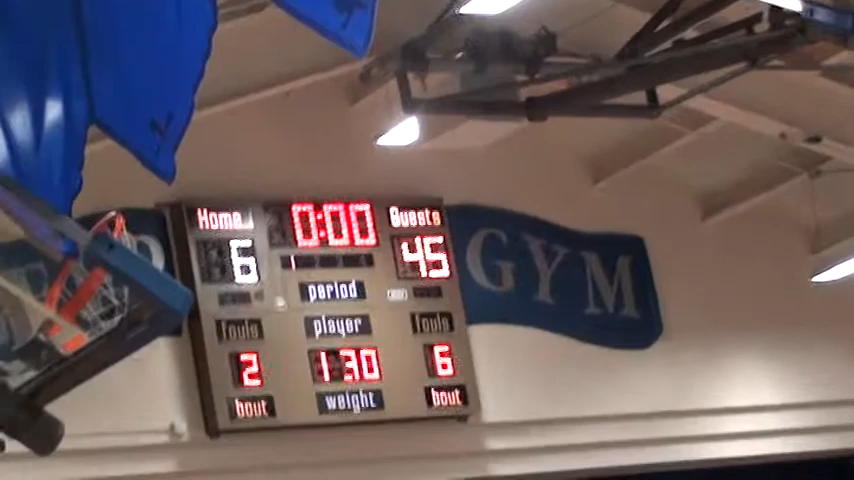 Home 0:00 Guests
6 45
period
fouls player fouls
2 130 6
bout weight bout
GYM